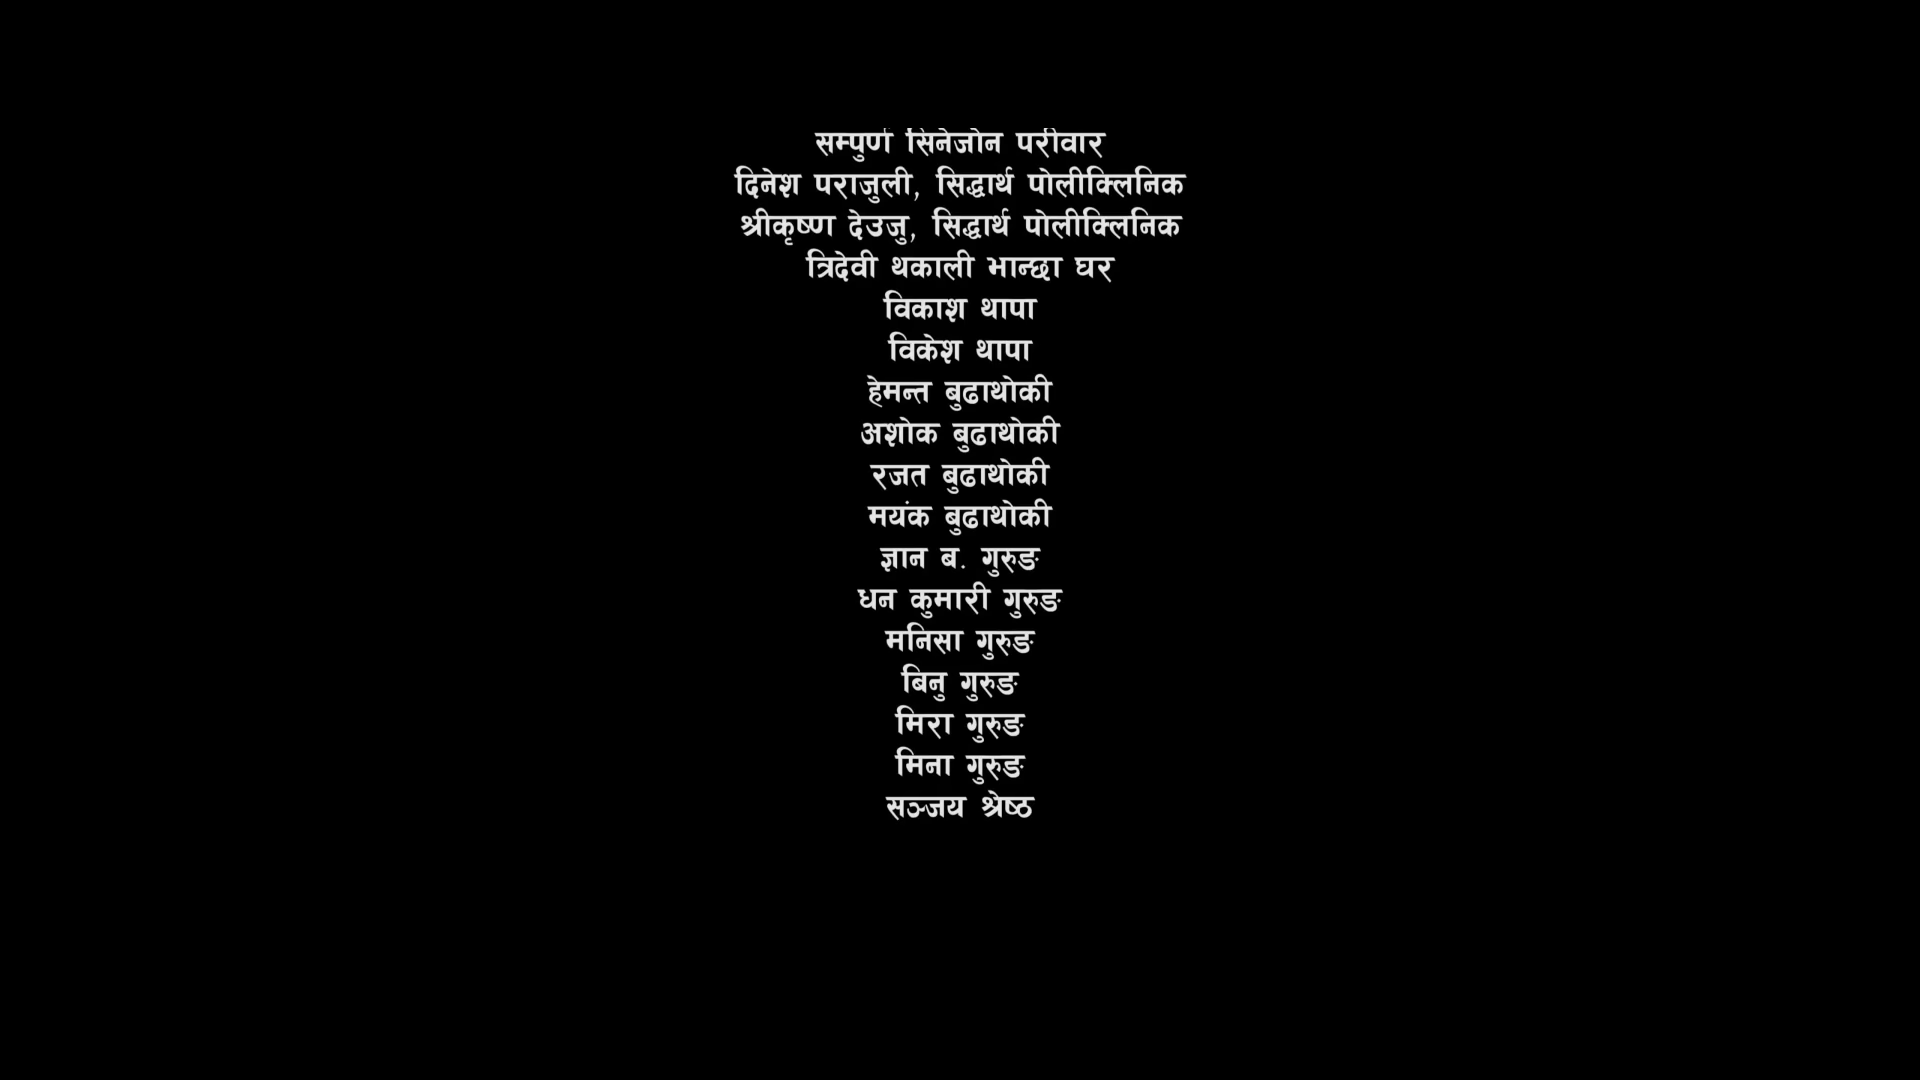 सम्पुर्ण सिनेजोन परीवार
दिनेश पराजुली, सिद्धार्थ पोलीक्लिनिक
श्रीकृष्ण देउजु, सिद्धार्थ पोलीक्लिनिक
त्रिदेवी थकाली भान्छा घर
विकाश थापा
विकेश थापा
हेमन्त बुढाथोकी
अशोक बुढाथोकी
रजत बुढाथोकी
मयंक बुढाथोकी
ज्ञान ब. गुरुङ
धन कुमारी गुरुङ
मनिसा गुरुङ
बिनु गुरुङ
मिरा गुरुङ
मिना गुरुङ
सञ्जय श्रेष्ठ